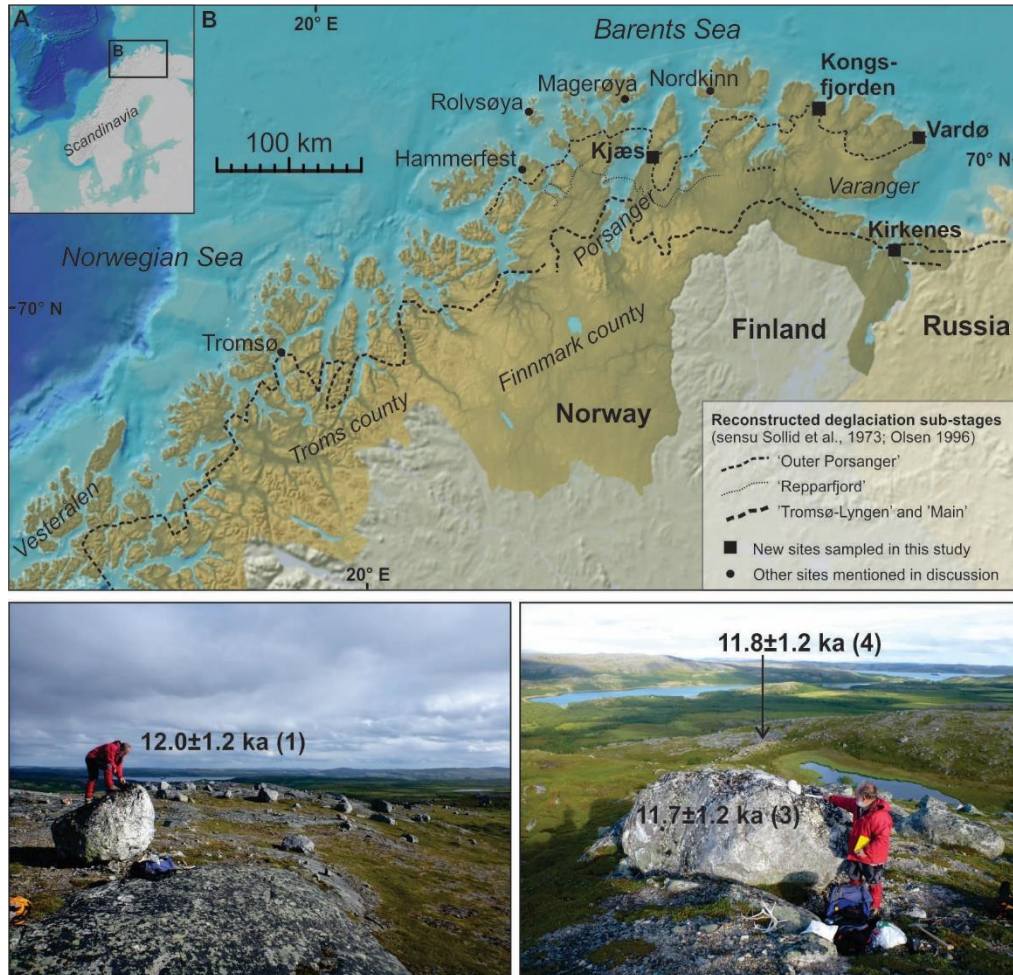 A
B
Scandinavia
20° E
B
Barents Sea
Kongs-
fjorden
Magerøya
Nordkinn
Rolvsøya
100 km
Vardø
Hammerfest
Kjæs
70° N
Varanger
Porsanger
Kirkenes
Norwegian Sea
70° N
Finland
Russia
Tromsø
Finnmark county
Norway
Troms county
Vesterålen
20° E
Reconstructed deglaciation sub-stages
(sensu Sollid et al., 1973; Olsen 1996)
'Outer Porsanger'
'Repparfjord'
'Tromsø-Lyngen' and 'Main'
New sites sampled in this study
Other sites mentioned in discussion
12.0±1.2 ka (1)
11.8±1.2 ka (4)
11.7±1.2 ka (3)